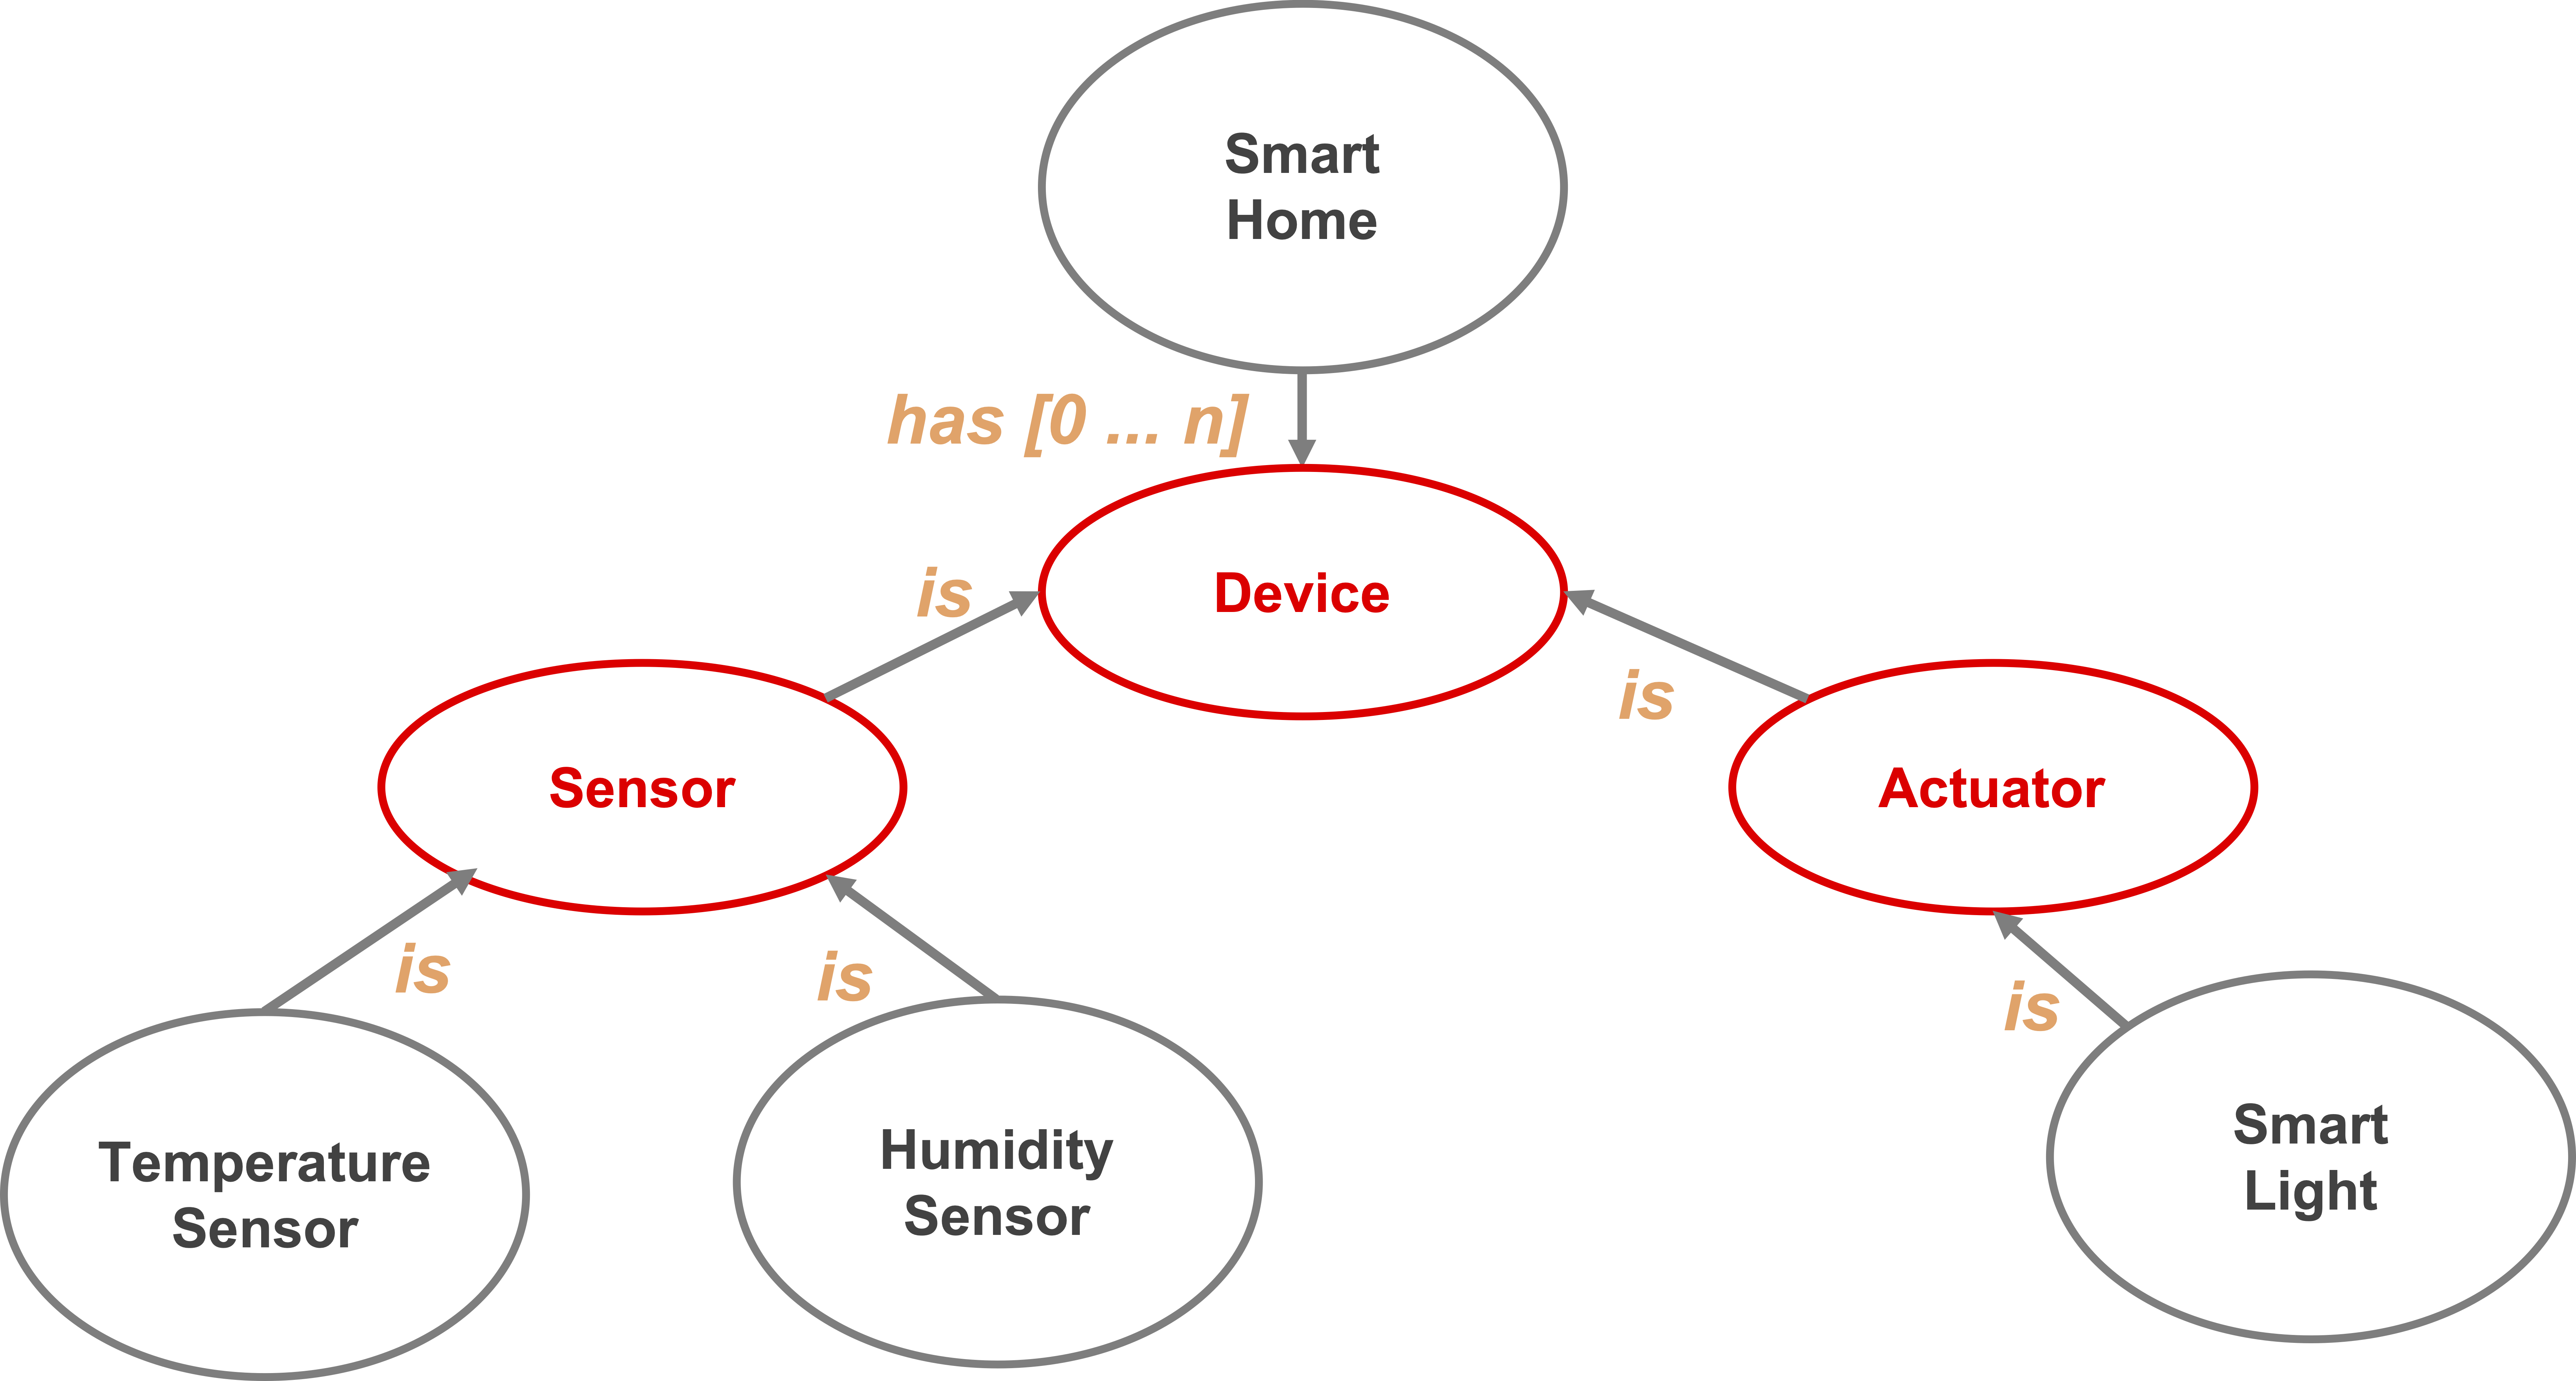 Smart
Home
has [0 ... n]
Device
is
is
Sensor
Actuator
is
is
is
Temperature
Sensor
Humidity
Sensor
Smart
Light